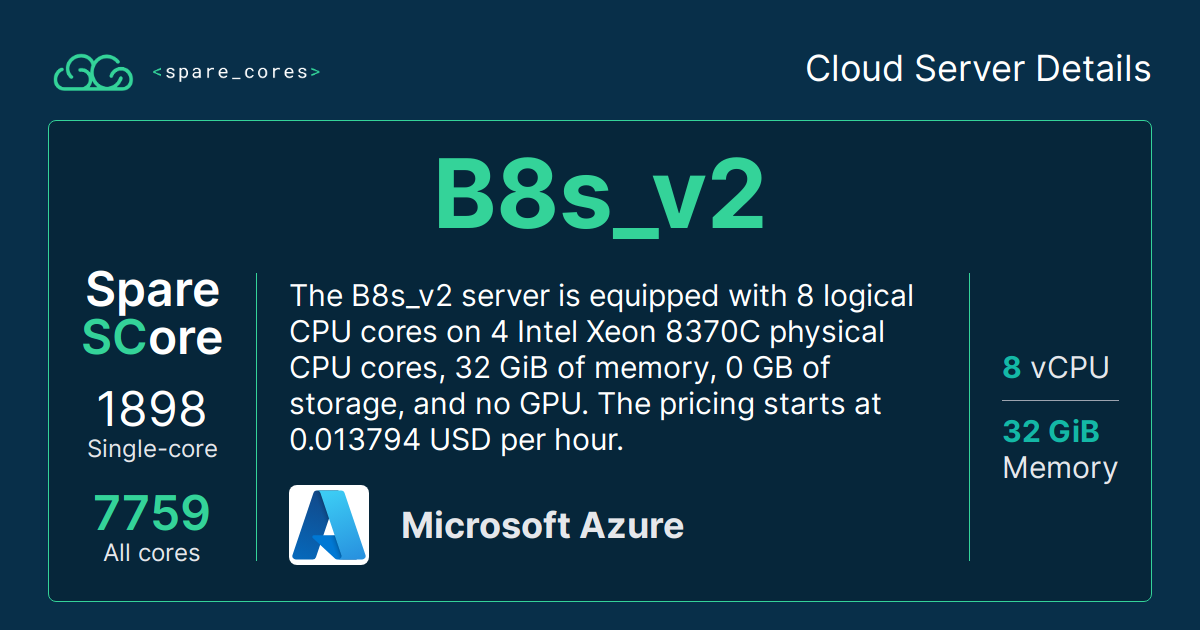 <spare_cores>
Cloud Server Details
B8s_v2
Spare
SCore
1898
Single-core
7759
All cores
The B8s_v2 server is equipped with 8 logical
CPU cores on 4 Intel Xeon 8370C physical
CPU cores, 32 GiB of memory, 0 GB of
storage, and no GPU. The pricing starts at
0.013794 USD per hour.
Microsoft Azure
8 vCPU
32 GiB
Memory